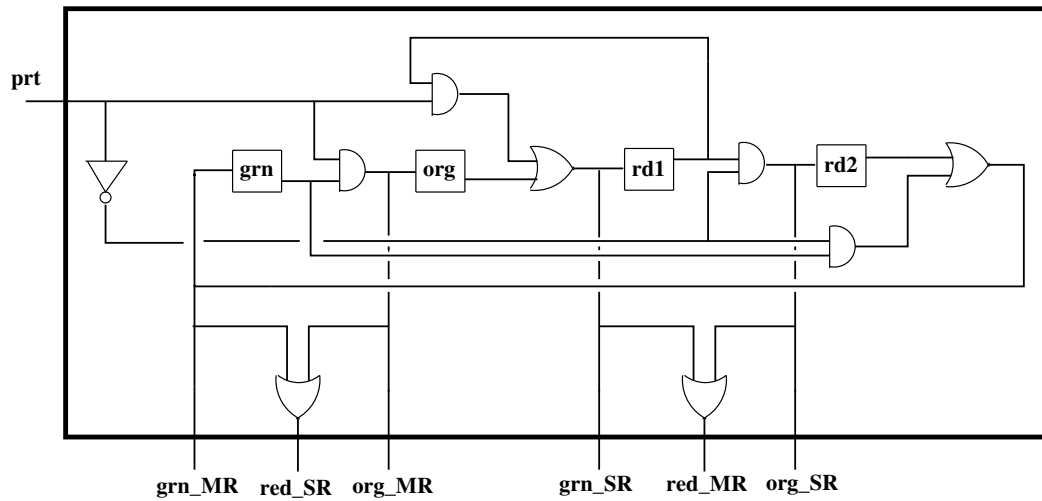 prt
grn
org
rd1
rd2
grn_MR
red_SR
org_MR
grn_SR
red_MR
org_SR